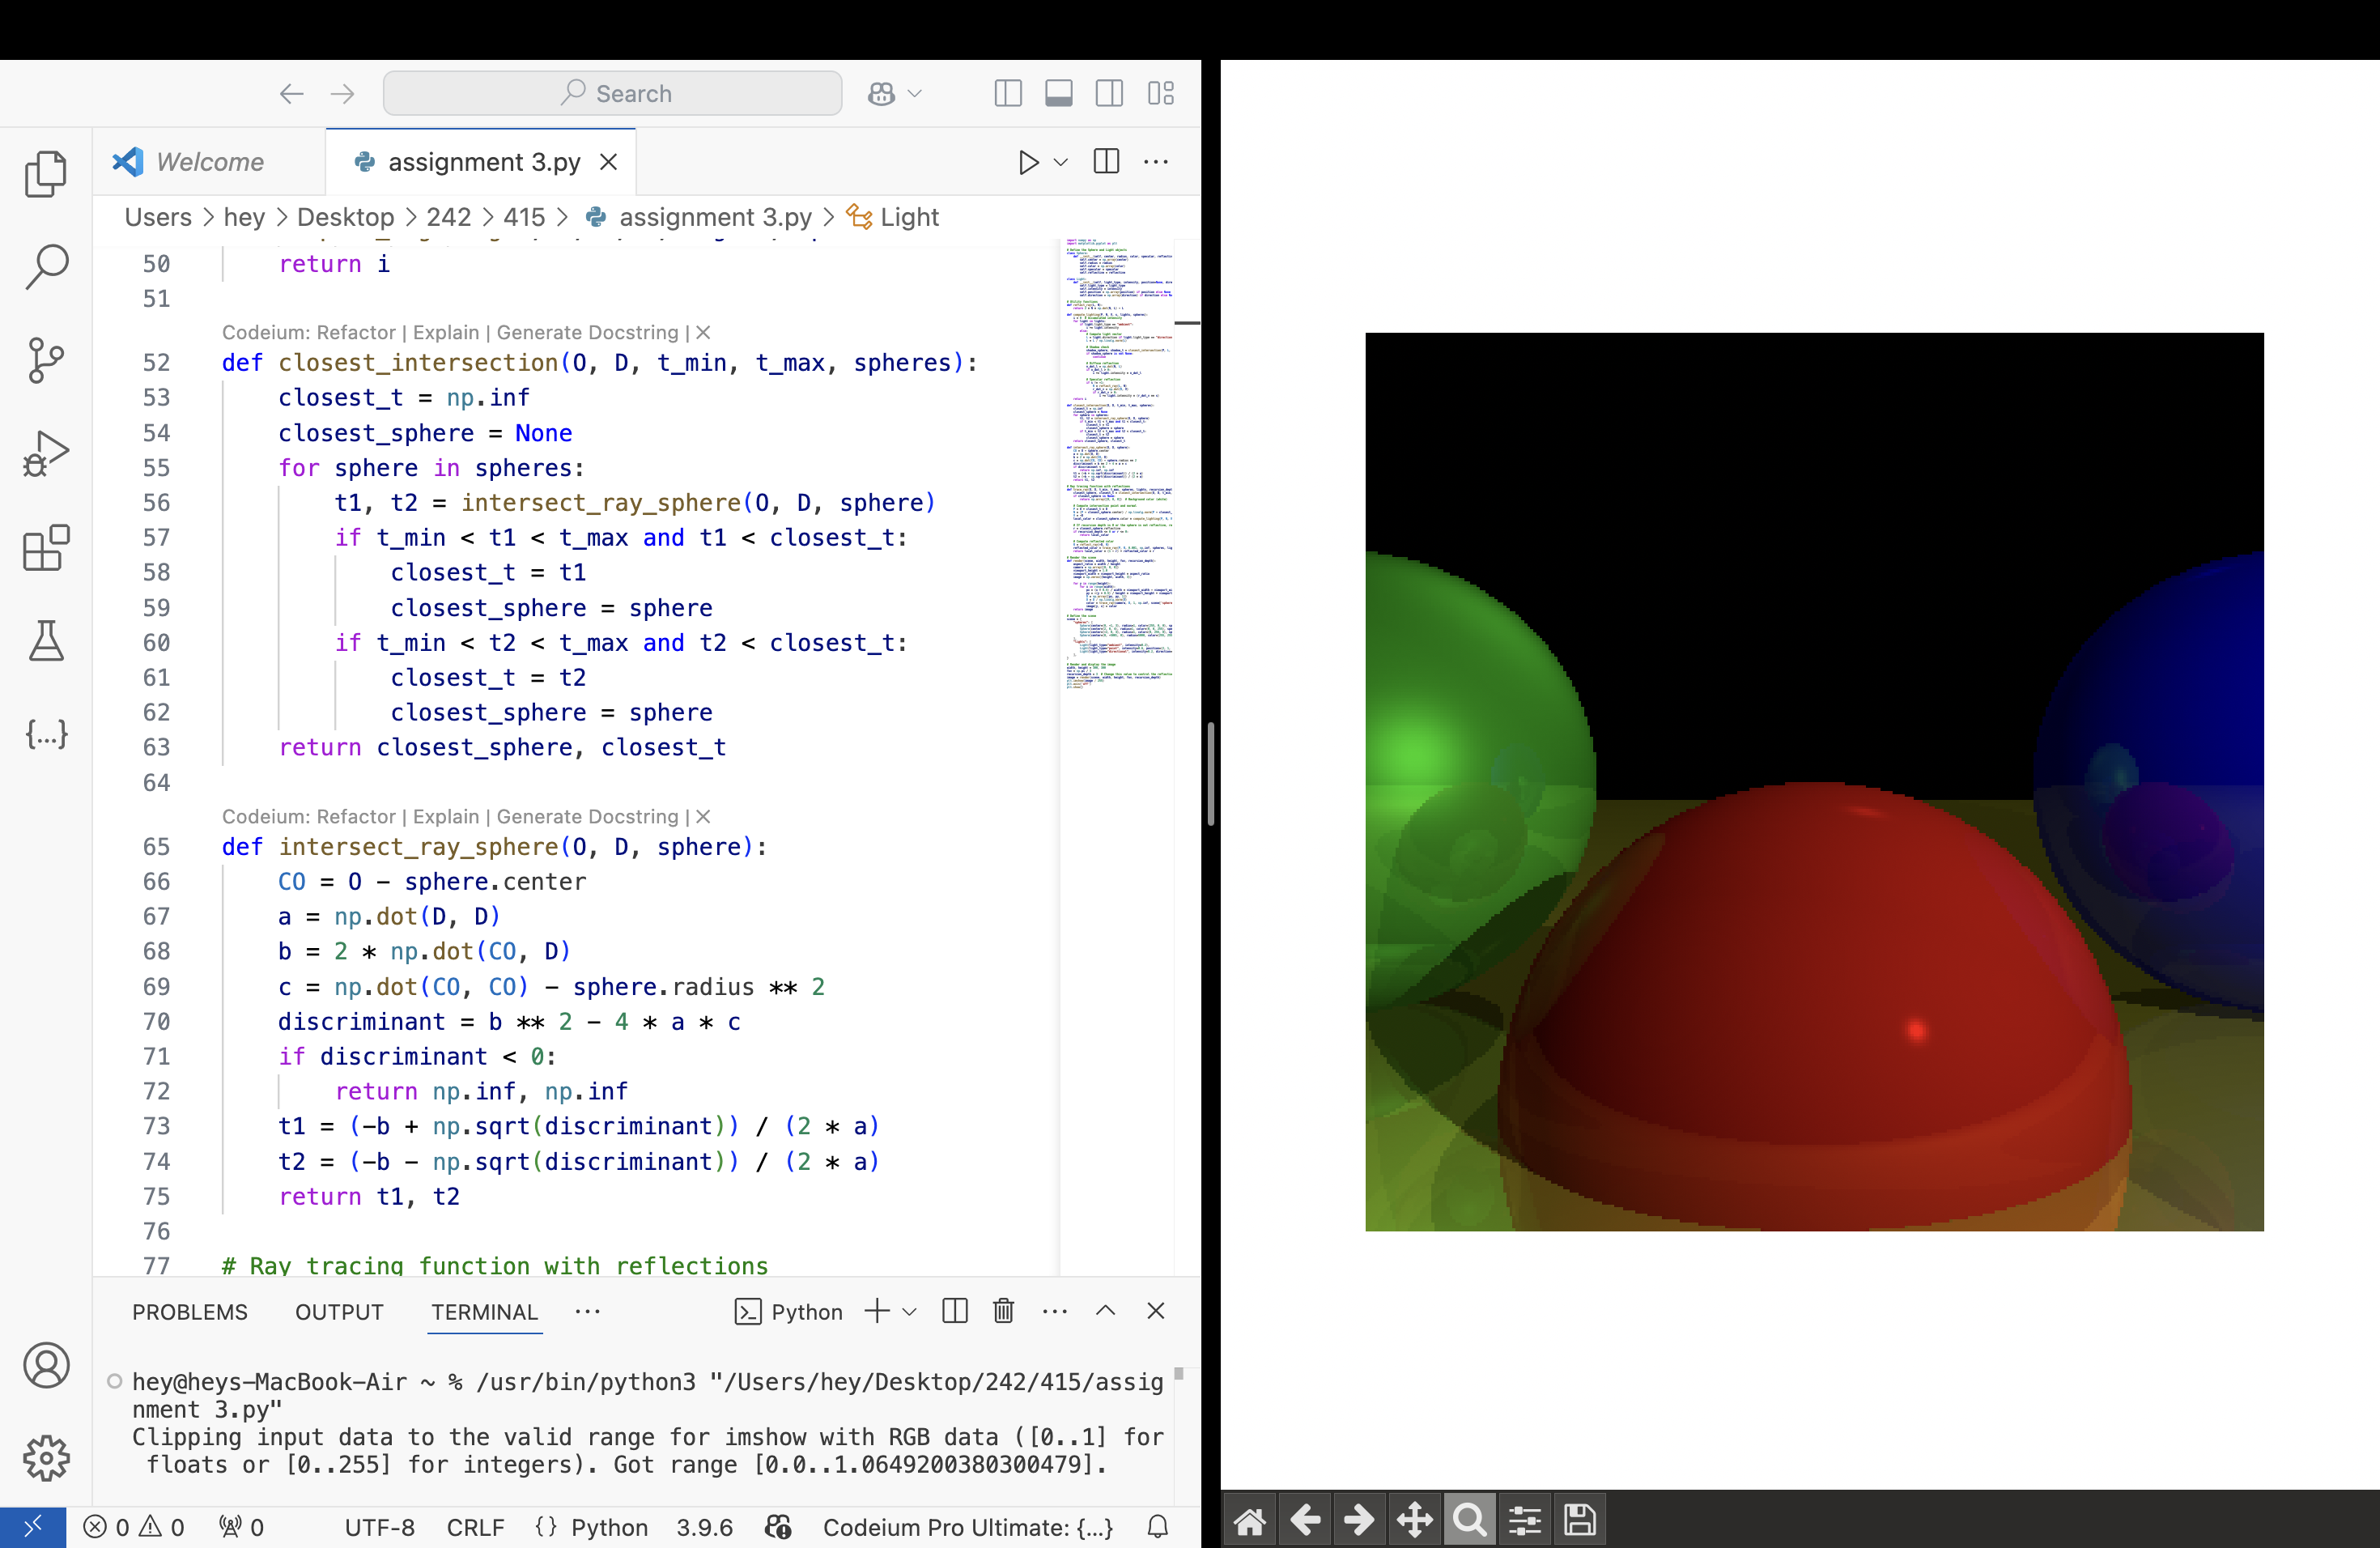 Search
Welcome
assignment 3.py
Users > hey > Desktop > 242 > 415 > assignment 3.py > Light
50 return i
51
Codeium: Refactor | Explain | Generate Docstring | ×
52 def closest_intersection(O, D, t_min, t_max, spheres):
53 closest_t = np.inf
54 closest_sphere = None
55 for sphere in spheres:
56 t1, t2 = intersect_ray_sphere(O, D, sphere)
57 if t_min < t1 < t_max and t1 < closest_t:
58 closest_t = t1
59 closest_sphere = sphere
60 if t_min < t2 < t_max and t2 < closest_t:
61 closest_t = t2
62 closest_sphere = sphere
63 return closest_sphere, closest_t
64
Codeium: Refactor | Explain | Generate Docstring | ×
65 def intersect_ray_sphere(O, D, sphere):
66 CO = O - sphere.center
67 a = np.dot(D, D)
68 b = 2 * np.dot(CO, D)
69 c = np.dot(CO, CO) - sphere.radius ** 2
70 discriminant = b ** 2 - 4 * a * c
71 if discriminant < 0:
72 return np.inf, np.inf
73 t1 = (-b + np.sqrt(discriminant)) / (2 * a)
74 t2 = (-b - np.sqrt(discriminant)) / (2 * a)
75 return t1, t2
76
77 # Ray tracing function with reflections
PROBLEMS OUTPUT TERMINAL ··· Python
hey@heys-MacBook-Air ~ % /usr/bin/python3 "/Users/hey/Desktop/242/415/assig
nment 3.py"
Clipping input data to the valid range for imshow with RGB data ([0..1] for
floats or [0..255] for integers). Got range [0.0..1.0649200380300479].
0 0 0 UTF-8 CRLF {} Python 3.9.6 Codeium Pro Ultimate: {...}